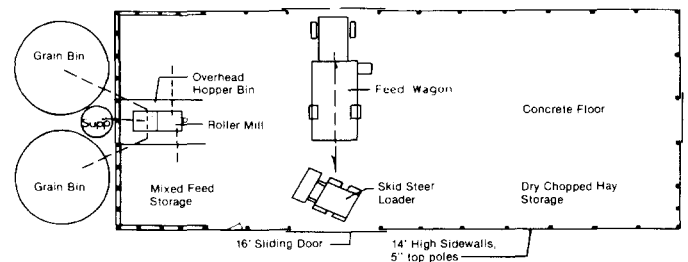 Grain Bin
Overhead
Hopper Bin
Feed Wagon
Concrete Floor
Supp
Roller Mill
Grain Bin
Mixed Feed
Storage
Skid Steer
Loader
Dry Chopped Hay
Storage
16' Sliding Door
14' High Sidewalls,
5" top poles